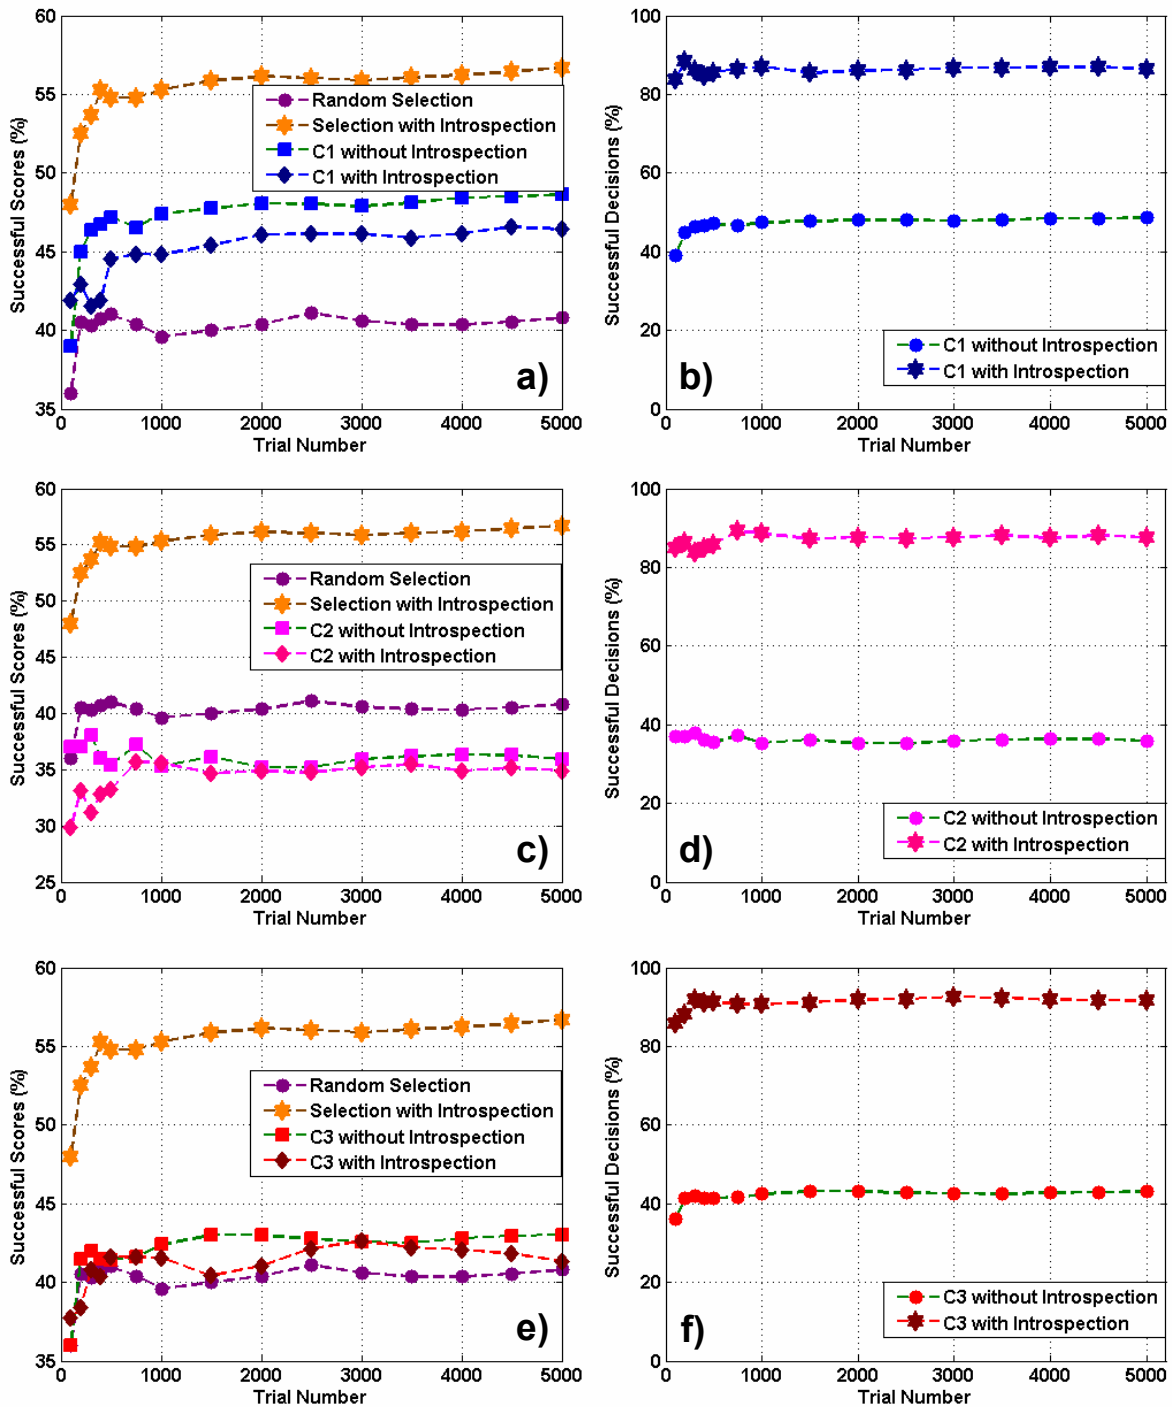 60
55
50
45
40
35
Successful Scores (%)
Random Selection
Selection with Introspection
C1 without Introspection
C1 with Introspection
a)
0 1000 2000 3000 4000 5000
Trial Number
100
80
60
40
20
0
Successful Decisions (%)
C1 without Introspection
C1 with Introspection
b)
0 1000 2000 3000 4000 5000
Trial Number
60
55
50
45
40
35
30
25
Successful Scores (%)
Random Selection
Selection with Introspection
C2 without Introspection
C2 with Introspection
c)
0 1000 2000 3000 4000 5000
Trial Number
100
80
60
40
20
0
Successful Decisions (%)
C2 without Introspection
C2 with Introspection
d)
0 1000 2000 3000 4000 5000
Trial Number
60
55
50
45
40
35
Successful Scores (%)
Random Selection
Selection with Introspection
C3 without Introspection
C3 with Introspection
e)
0 1000 2000 3000 4000 5000
Trial Number
100
80
60
40
20
0
Successful Decisions (%)
C3 without Introspection
C3 with Introspection
f)
0 1000 2000 3000 4000 5000
Trial Number